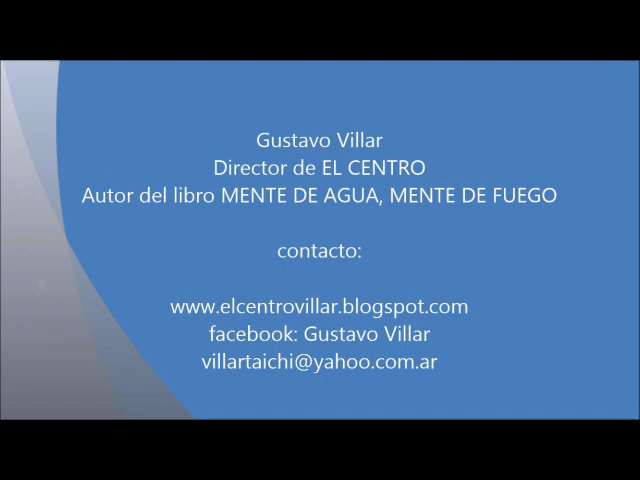 Gustavo Villar
Director de EL CENTRO
Autor del libro MENTE DE AGUA, MENTE DE FUEGO
contacto:
www.elcentrovillar.blogspot.com
facebook: Gustavo Villar
villartaichi@yahoo.com.ar